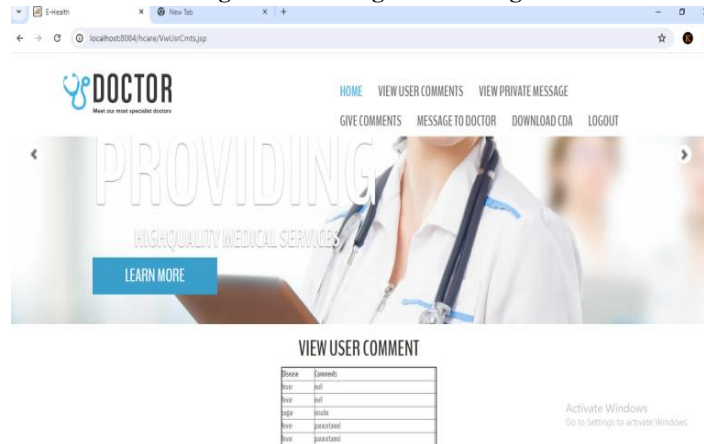 E-Health
New Tab
localhost:8084/hcare/VwUsrCmts.jsp
DOCTOR
Meet our most specialist doctors
HOME VIEW USER COMMENTS VIEW PRIVATE MESSAGE
GIVE COMMENTS MESSAGE TO DOCTOR DOWNLOAD CDA LOGOUT
PROVIDING
HIGHQUALITY MEDICAL SERVICES
LEARN MORE
VIEW USER COMMENT
Disease Comments
fever null
fever null
sugar insulin
fever paracetamol
fever paracetamol
Activate Windows
Go to Settings to activate Windows.